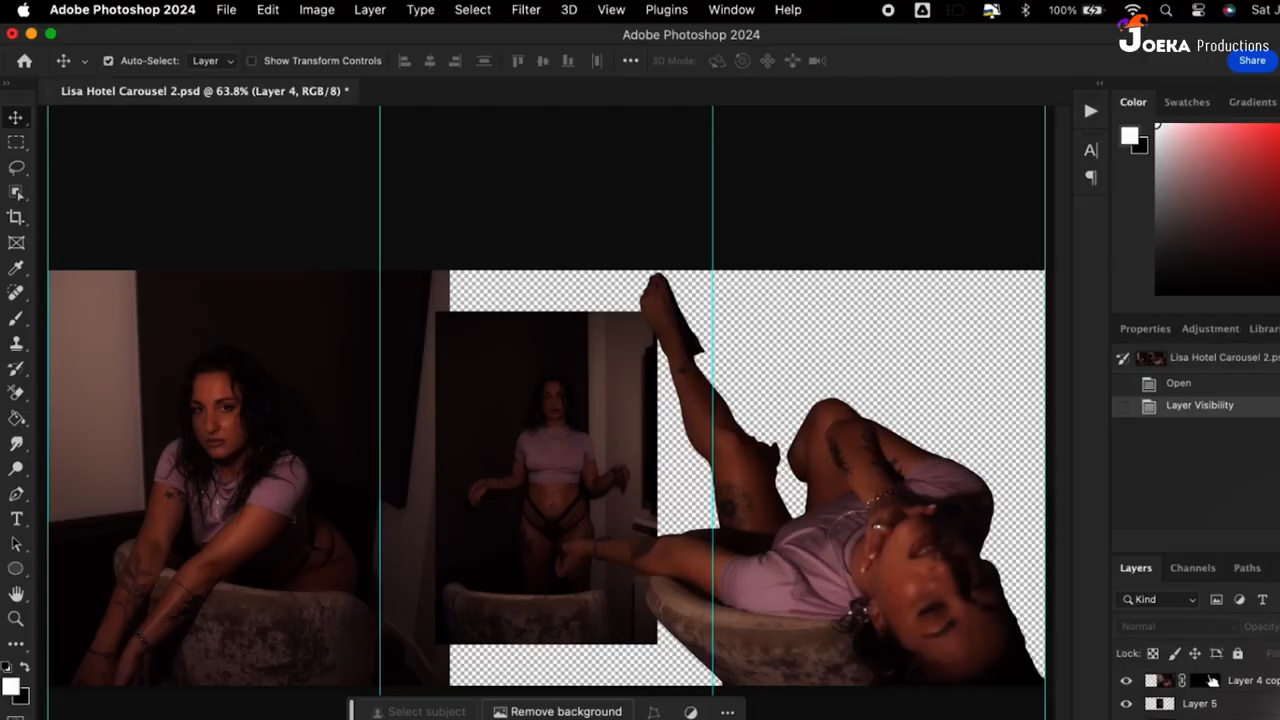 Adobe Photoshop 2024 File Edit Image Layer Type Select Filter 3D View Plugins Window Help 100% Sat J
Adobe Photoshop 2024
JOEKA Productions
Auto-Select: Layer Show Transform Controls 3D Mode: Share
Lisa Hotel Carousel 2.psd @ 63.8% (Layer 4, RGB/8) *
Color Swatches Gradients
Properties Adjustment Librar
Lisa Hotel Carousel 2.ps
Open
Layer Visibility
Layers Channels Paths
Kind
Normal Opacity
Lock: Fil
Layer 4 cop
Layer 5
Select subject Remove background